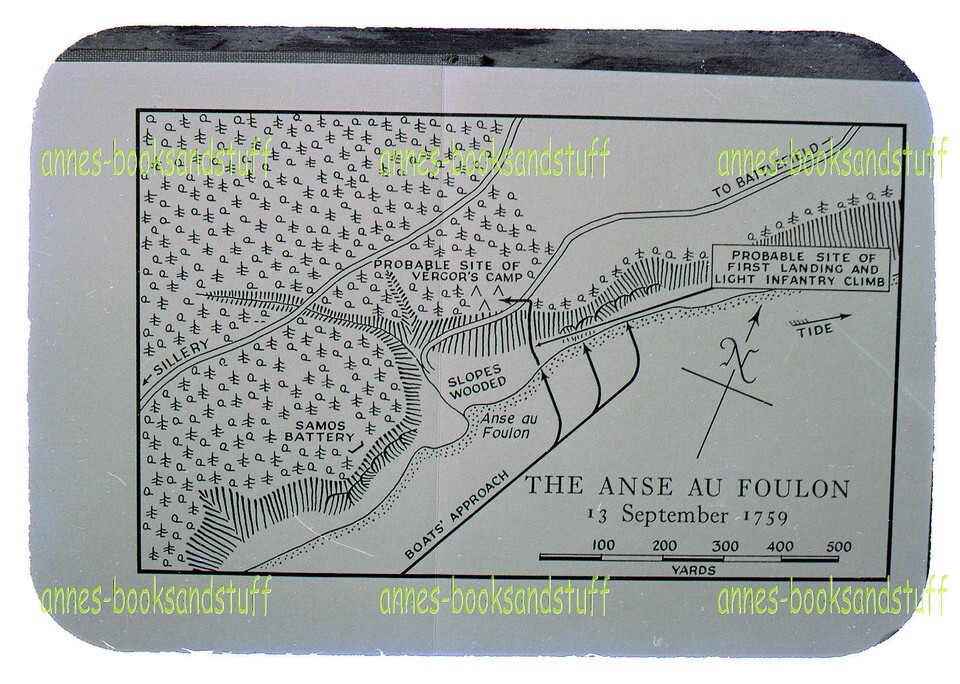 annes-booksandstuff annes-booksandstuff annes-booksandstuff
TO BATTLEFIELD
PROBABLE SITE OF
VERGOR'S CAMP
PROBABLE SITE OF
FIRST LANDING AND
LIGHT INFANTRY CLIMB
TIDE
SILLERY
N
SLOPES
WOODED
SAMOS
BATTERY
Anse au
Foulon
BOATS' APPROACH
THE ANSE AU FOULON
13 September 1759
100 200 300 400 500
YARDS
annes-booksandstuff annes-booksandstuff annes-booksandstuff